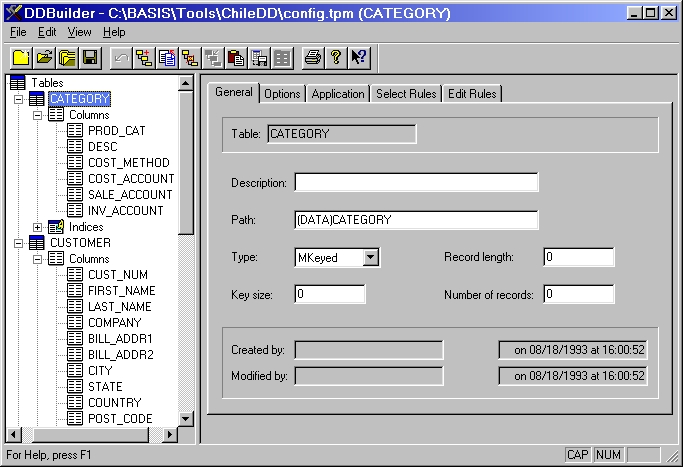 DDBuilder - C:\BASIS\Tools\ChileDD\config.tpm (CATEGORY)
File Edit View Help
Tables
CATEGORY
Columns
PROD_CAT
DESC
COST_METHOD
COST_ACCOUNT
SALE_ACCOUNT
INV_ACCOUNT
Indices
CUSTOMER
Columns
CUST_NUM
FIRST_NAME
LAST_NAME
COMPANY
BILL_ADDR1
BILL_ADDR2
CITY
STATE
COUNTRY
POST_CODE
General Options Application Select Rules Edit Rules
Table: CATEGORY
Description:
Path: (DATA)CATEGORY
Type: MKeyed Record length: 0
Key size: 0 Number of records: 0
Created by: on 08/18/1993 at 16:00:52
Modified by: on 08/18/1993 at 16:00:52
For Help, press F1 CAP NUM